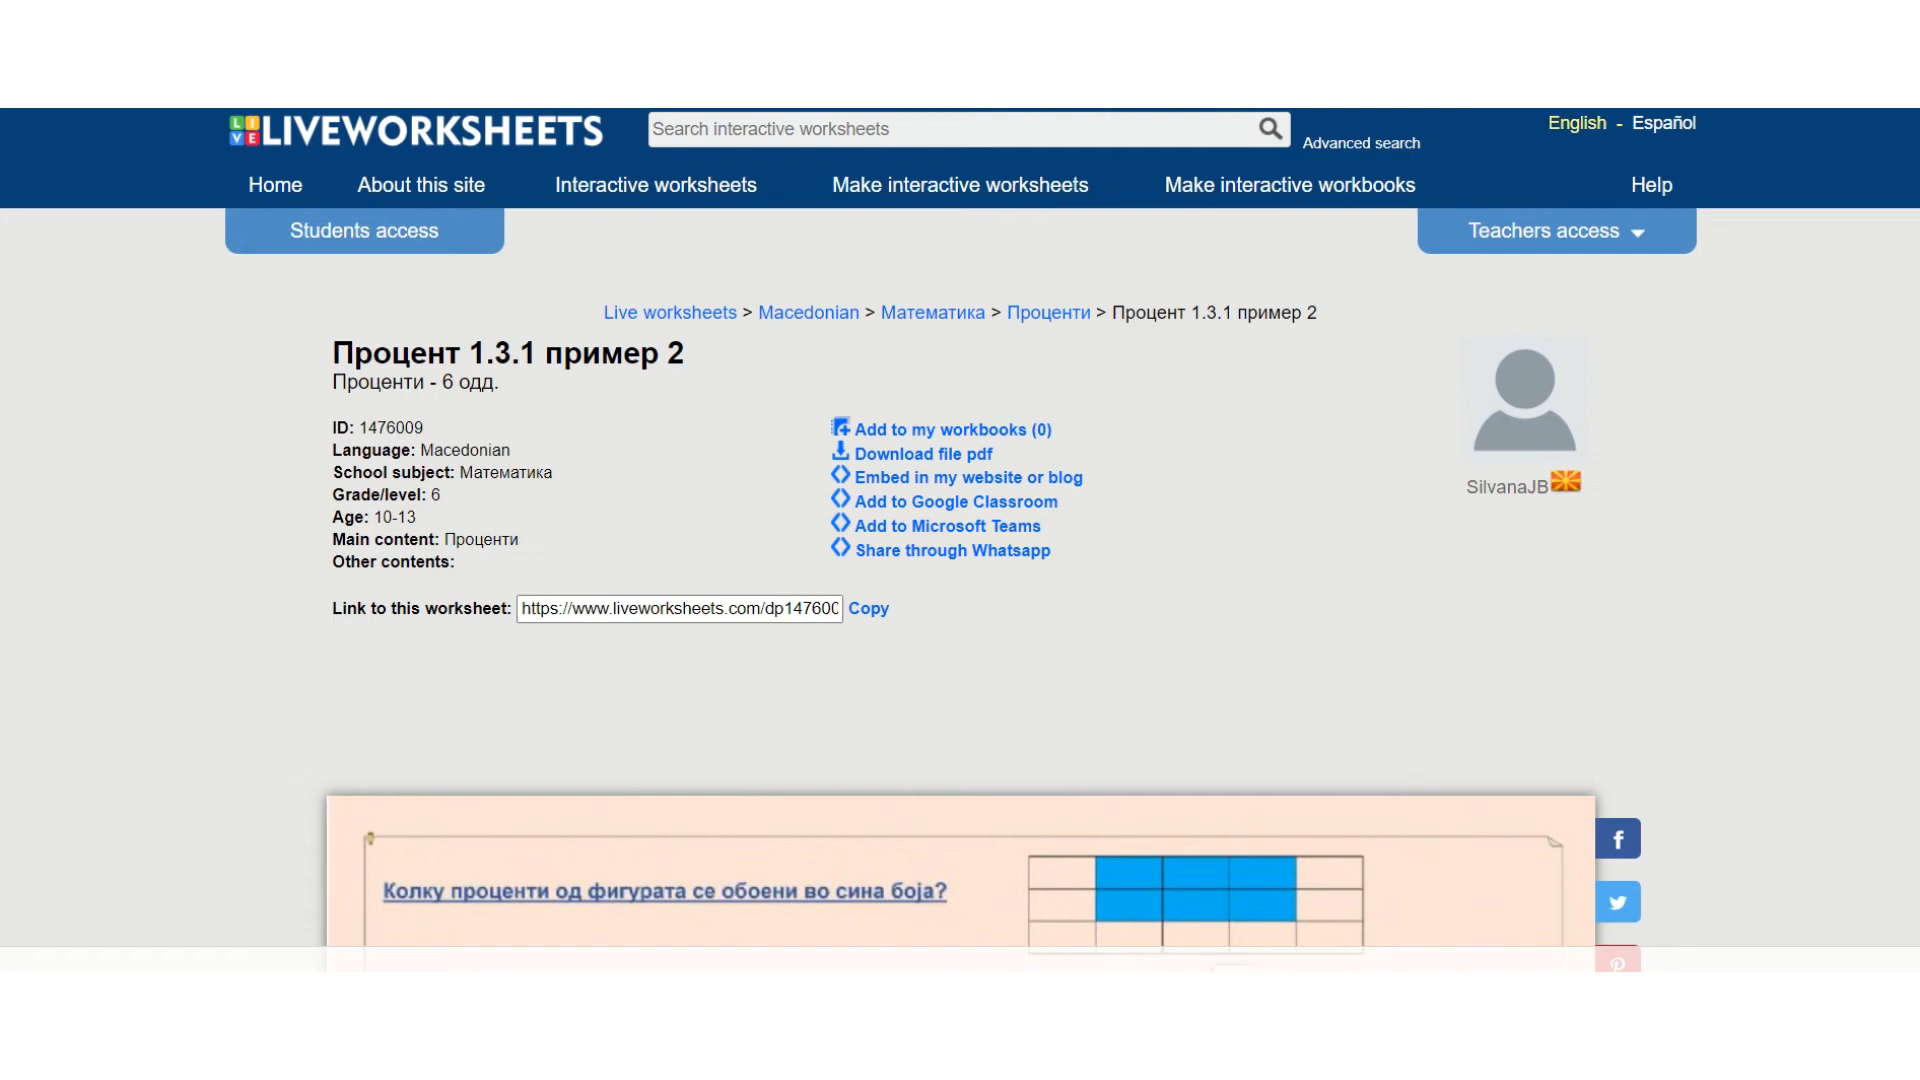 LIVE LIVEWORKSHEETS
Search interactive worksheets
Advanced search
English - Español
Home About this site Interactive worksheets Make interactive worksheets Make interactive workbooks Help
Students access
Teachers access
Live worksheets > Macedonian > Математика > Проценти > Процент 1.3.1 пример 2
Процент 1.3.1 пример 2
Проценти - 6 одд.
ID: 1476009
Language: Macedonian
School subject: Математика
Grade/level: 6
Age: 10-13
Main content: Проценти
Other contents:
Add to my workbooks (0)
Download file pdf
Embed in my website or blog
Add to Google Classroom
Add to Microsoft Teams
Share through Whatsapp
SilvanaJB
Link to this worksheet: https://www.liveworksheets.com/dp14760 Copy
Колку проценти од фигурата се обоени во сина боја?